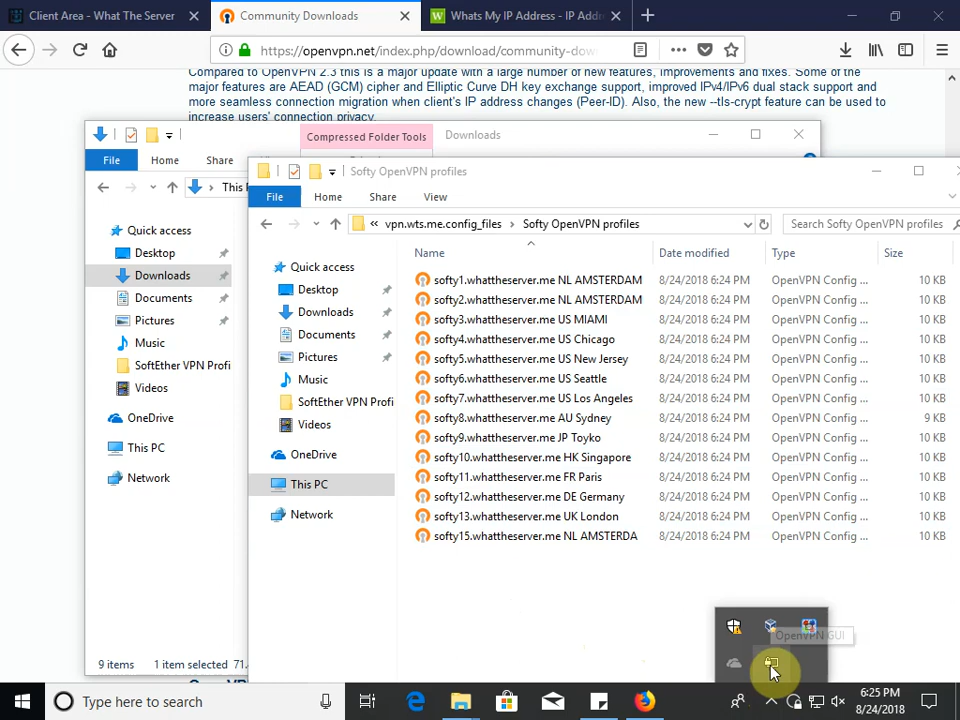 Client Area - What The Server
Community Downloads
Whats My IP Address - IP Addr
https://openvpn.net/index.php/download/community-dow
Compared to OpenVPN 2.3 this is a major update with a large number of new features, improvements and fixes. Some of the
major features are AEAD (GCM) cipher and Elliptic Curve DH key exchange support, improved IPv4/IPv6 dual stack support and
more seamless connection migration when client's IP address changes (Peer-ID). Also, the new --tls-crypt feature can be used to
increase users' connection privacy.
Compressed Folder Tools
Downloads
File
Home
Share
This P
Quick access
Desktop
Downloads
Documents
Pictures
Music
SoftEther VPN Profi
Videos
OneDrive
This PC
Network
9 items
1 item selected 71.
Softy OpenVPN profiles
File
Home
Share
View
« vpn.wts.me.config_files > Softy OpenVPN profiles
Search Softy OpenVPN profiles
Quick access
Desktop
Downloads
Documents
Pictures
Music
SoftEther VPN Profi
Videos
OneDrive
This PC
Network
Name Date modified Type Size
softy1.whattheserver.me NL AMSTERDAM 8/24/2018 6:24 PM OpenVPN Config ... 10 KB
softy2.whattheserver.me NL AMSTERDAM 8/24/2018 6:24 PM OpenVPN Config ... 10 KB
softy3.whattheserver.me US MIAMI 8/24/2018 6:24 PM OpenVPN Config ... 10 KB
softy4.whattheserver.me US Chicago 8/24/2018 6:24 PM OpenVPN Config ... 10 KB
softy5.whattheserver.me US New Jersey 8/24/2018 6:24 PM OpenVPN Config ... 10 KB
softy6.whattheserver.me US Seattle 8/24/2018 6:24 PM OpenVPN Config ... 10 KB
softy7.whattheserver.me US Los Angeles 8/24/2018 6:24 PM OpenVPN Config ... 10 KB
softy8.whattheserver.me AU Sydney 8/24/2018 6:24 PM OpenVPN Config ... 9 KB
softy9.whattheserver.me JP Toyko 8/24/2018 6:24 PM OpenVPN Config ... 10 KB
softy10.whattheserver.me HK Singapore 8/24/2018 6:24 PM OpenVPN Config ... 10 KB
softy11.whattheserver.me FR Paris 8/24/2018 6:24 PM OpenVPN Config ... 10 KB
softy12.whattheserver.me DE Germany 8/24/2018 6:24 PM OpenVPN Config ... 10 KB
softy13.whattheserver.me UK London 8/24/2018 6:24 PM OpenVPN Config ... 10 KB
softy15.whattheserver.me NL AMSTERDA 8/24/2018 6:24 PM OpenVPN Config ... 10 KB
OpenVPN GUI
Type here to search
6:25 PM
8/24/2018